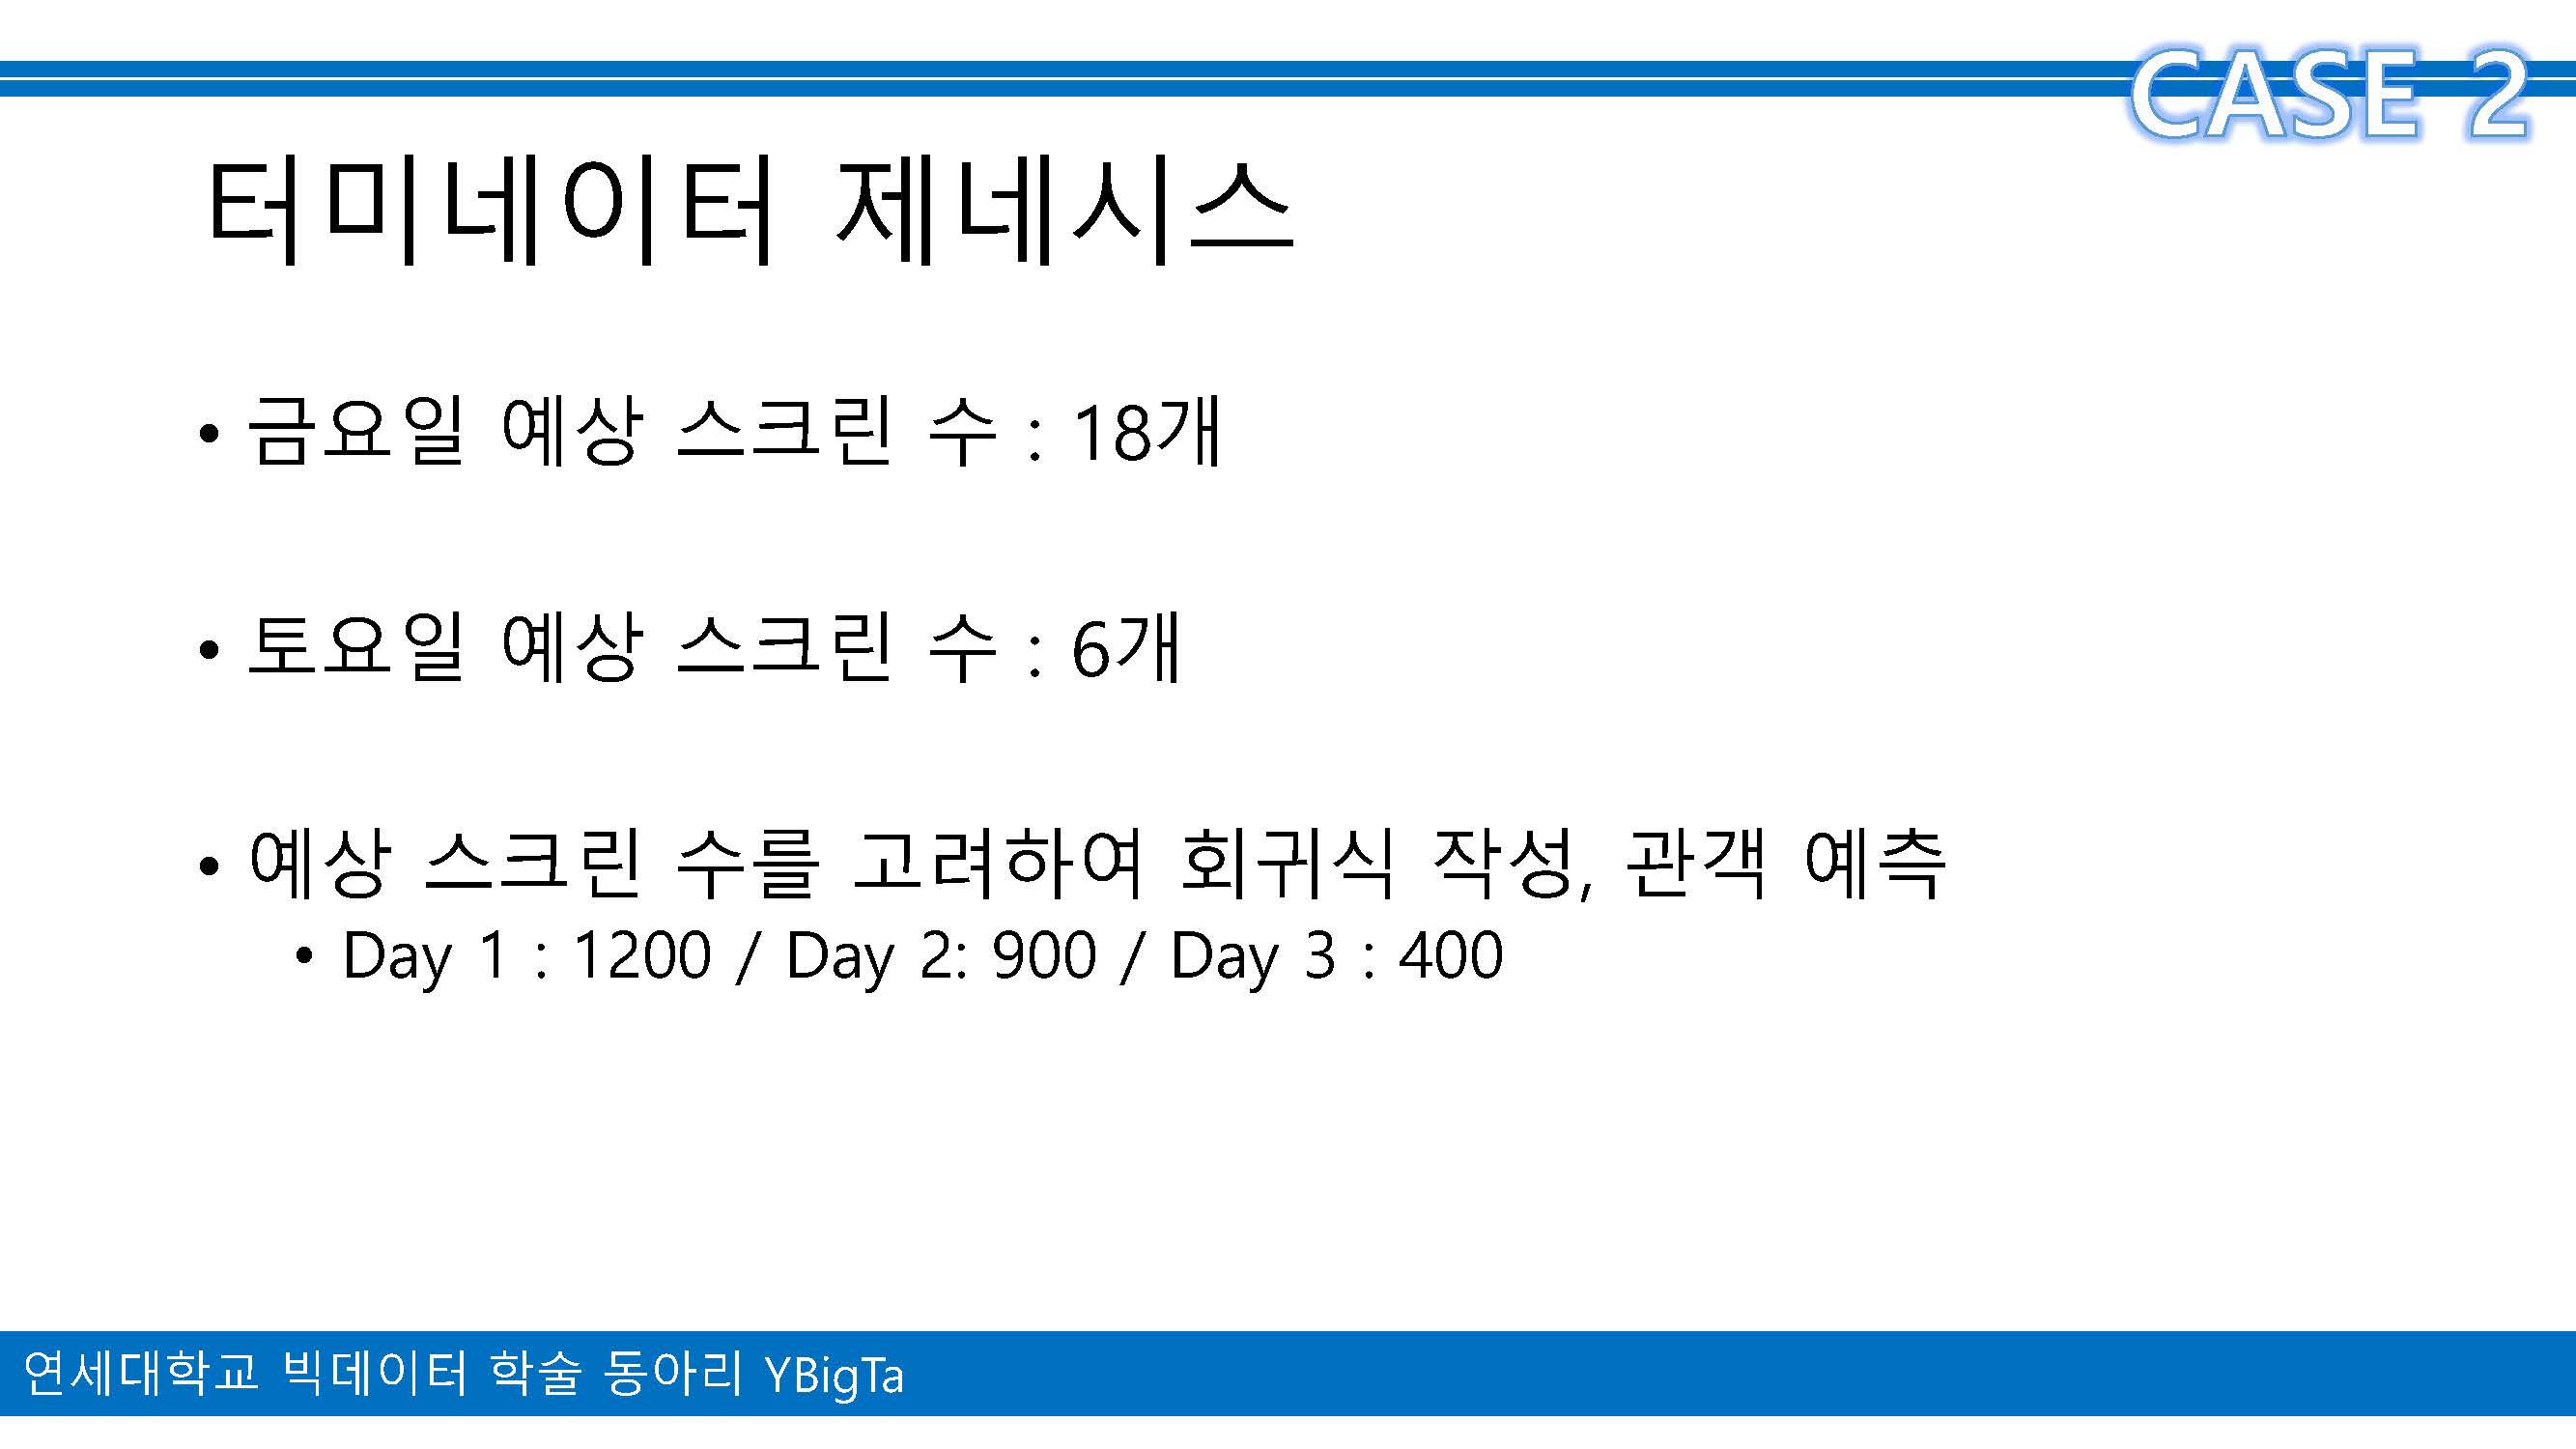 CASE 2
터미네이터 제네시스
• 금요일 예상 스크린 수 : 18개
• 토요일 예상 스크린 수 : 6개
• 예상 스크린 수를 고려하여 회귀식 작성, 관객 예측
• Day 1 : 1200 / Day 2: 900 / Day 3 : 400
연세대학교 빅데이터 학술 동아리 YBigTa